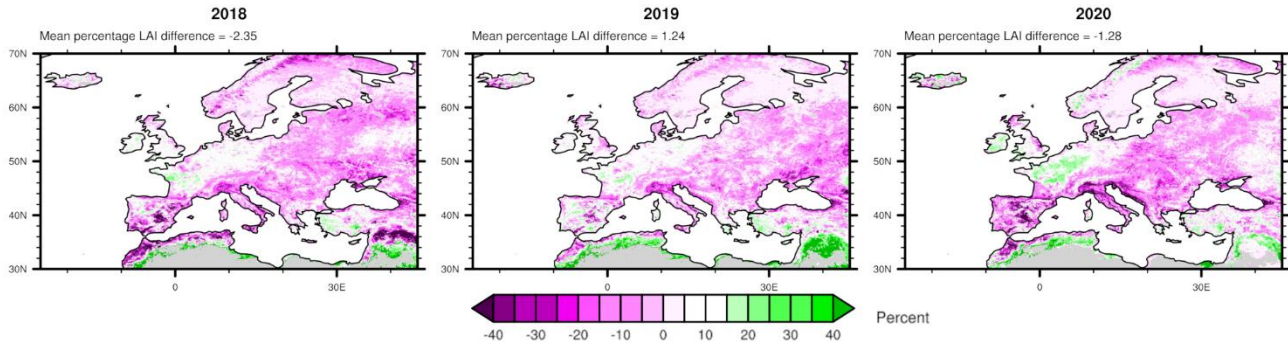 2018
Mean percentage LAI difference = -2.35
70N
60N
50N
40N
30N
0
30E
2019
Mean percentage LAI difference = 1.24
70N
60N
50N
40N
30N
0
30E
2020
Mean percentage LAI difference = -1.28
70N
60N
50N
40N
30N
0
30E
-40 -30 -20 -10 0 10 20 30 40
Percent